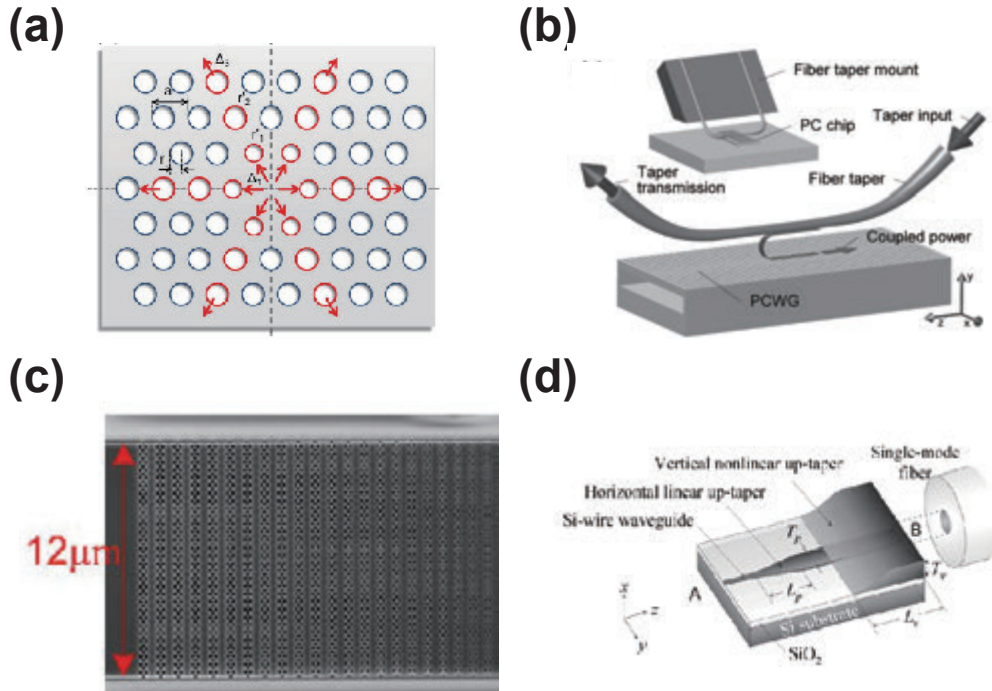 (a)
Δ3
a
r'2
r'1
r
Δ1
(b)
Fiber taper mount
PC chip
Taper input
Taper
transmission
Fiber taper
Coupled power
PCWG
y
z
x
(c)
12μm
(d)
Vertical nonlinear up-taper
Single-mode
fiber
Horizontal linear up-taper
Si-wire waveguide
Tp
B
Lp
Tv
A
Lv
Si substrate
x
z
y
SiO2